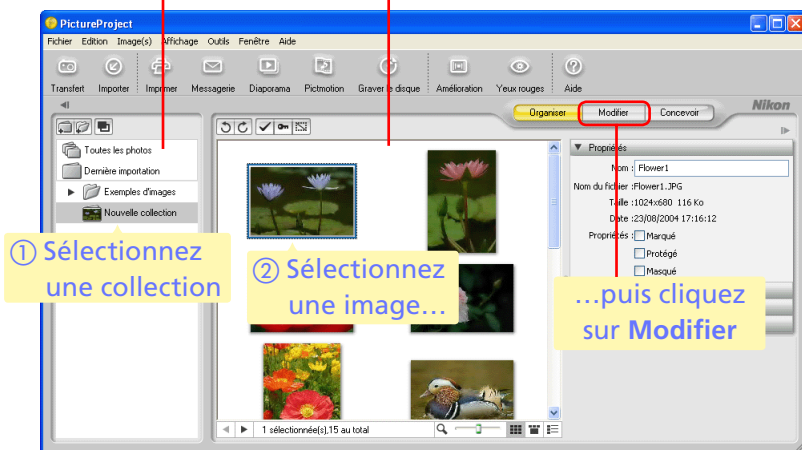 PictureProject
Fichier Edition Image(s) Affichage Outils Fenêtre Aide
Transfert Importer Imprimer Messagerie Diaporama Pictmotion Graver le disque Amélioration Yeux rouges Aide
Organiser Modifier Concevoir
Nikon
Toutes les photos
Dernière importation
Exemples d'images
Nouvelle collection
Propriétés
Nom : Flower1
Nom du fichier :Flower1.JPG
Taille :1024x680 116 Ko
Date :23/08/2004 17:16:12
Propriétés : Marqué
Protégé
Masqué
① Sélectionnez
une collection
② Sélectionnez
une image…
…puis cliquez
sur Modifier
1 sélectionnée(s),15 au total